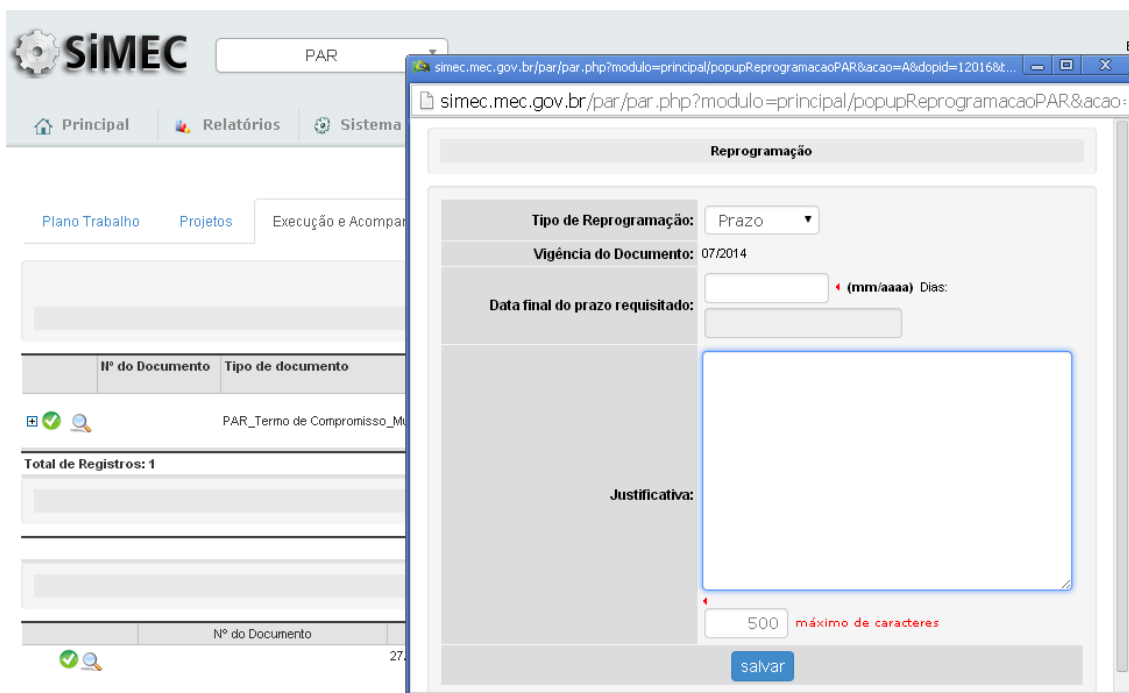 SiMEC
PAR
Principal
Relatórios
Sistema
Plano Trabalho
Projetos
Execução e Acompar
Nº do Documento
Tipo de documento
PAR_Termo de Compromisso_Mu
Total de Registros: 1
Nº do Documento
27.
simec.mec.gov.br/par/par.php?modulo=principal/popupReprogramacaoPAR&acao=A&dopid=12016&t...
simec.mec.gov.br/par/par.php?modulo=principal/popupReprogramacaoPAR&acao=
Reprogramação
Tipo de Reprogramação: Prazo
Vigência do Documento: 07/2014
Data final do prazo requisitado: (mm/aaaa) Dias:
Justificativa:
500 máximo de caracteres
salvar